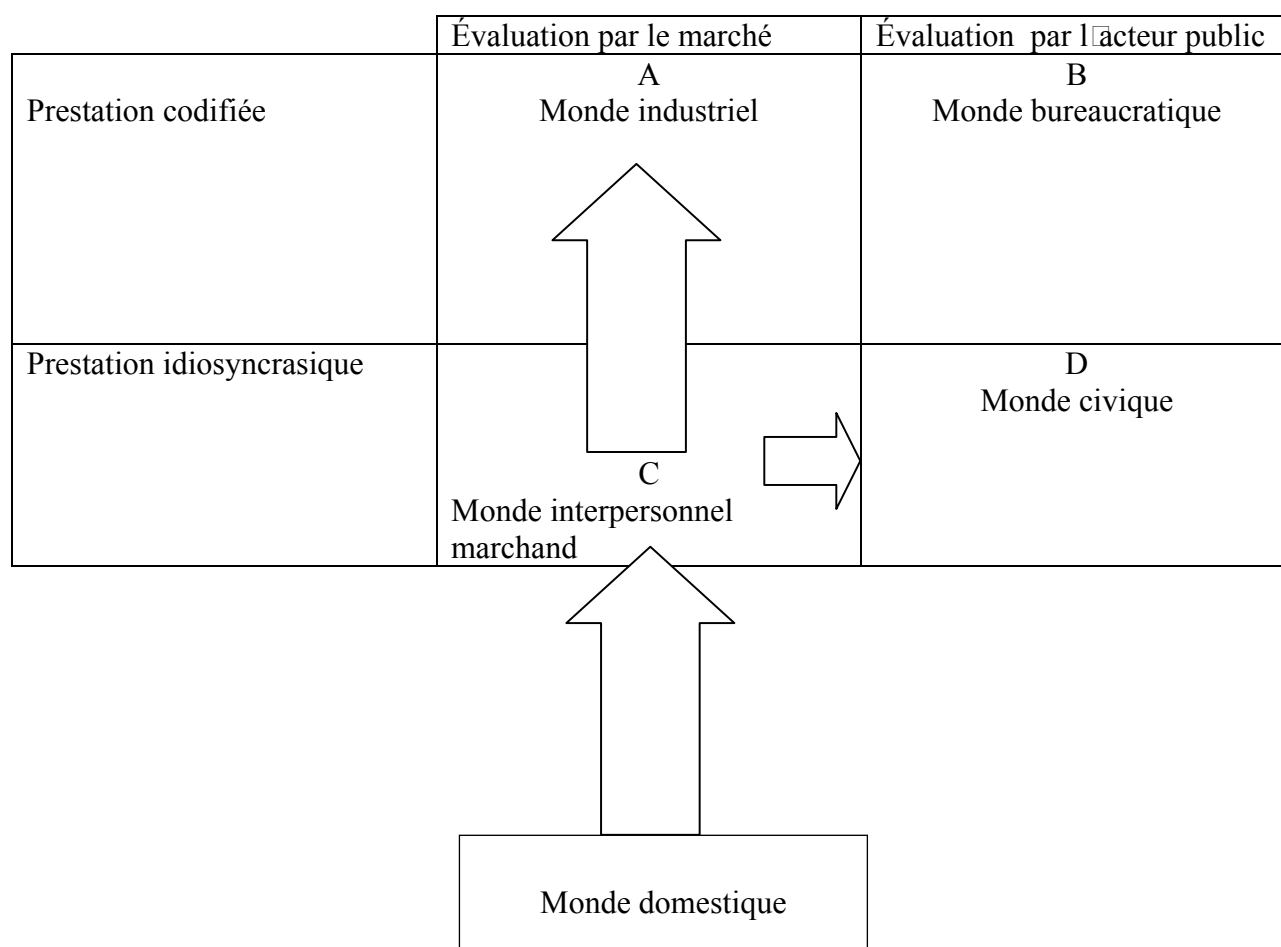 Évaluation par le marché
Évaluation par l□acteur public
Prestation codifiée
A
Monde industriel
B
Monde bureaucratique
Prestation idiosyncrasique
C
Monde interpersonnel
marchand
D
Monde civique
Monde domestique